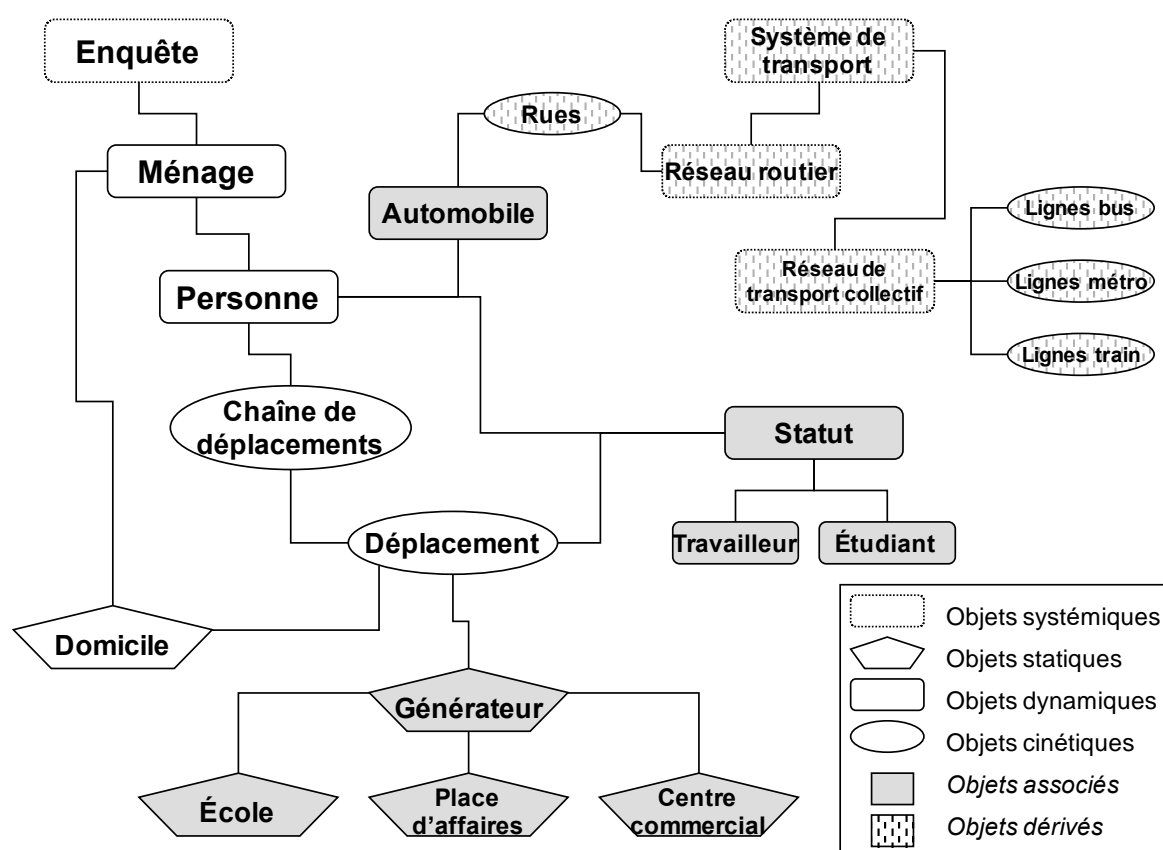 Enquête
Système de
transport
Rues
Ménage
Réseau routier
Automobile
Lignes bus
Personne
Réseau de
transport collectif
Lignes métro
Lignes train
Chaîne de
déplacements
Statut
Déplacement
Travailleur
Étudiant
Domicile
Générateur
École
Place
d'affaires
Centre
commercial
Objets systémiques
Objets statiques
Objets dynamiques
Objets cinétiques
Objets associés
Objets dérivés